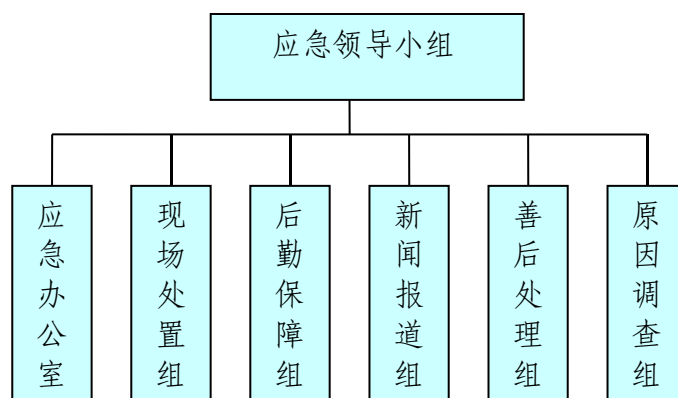 应急领导小组
应急办公室
现场处置组
后勤保障组
新闻报道组
善后处理组
原因调查组